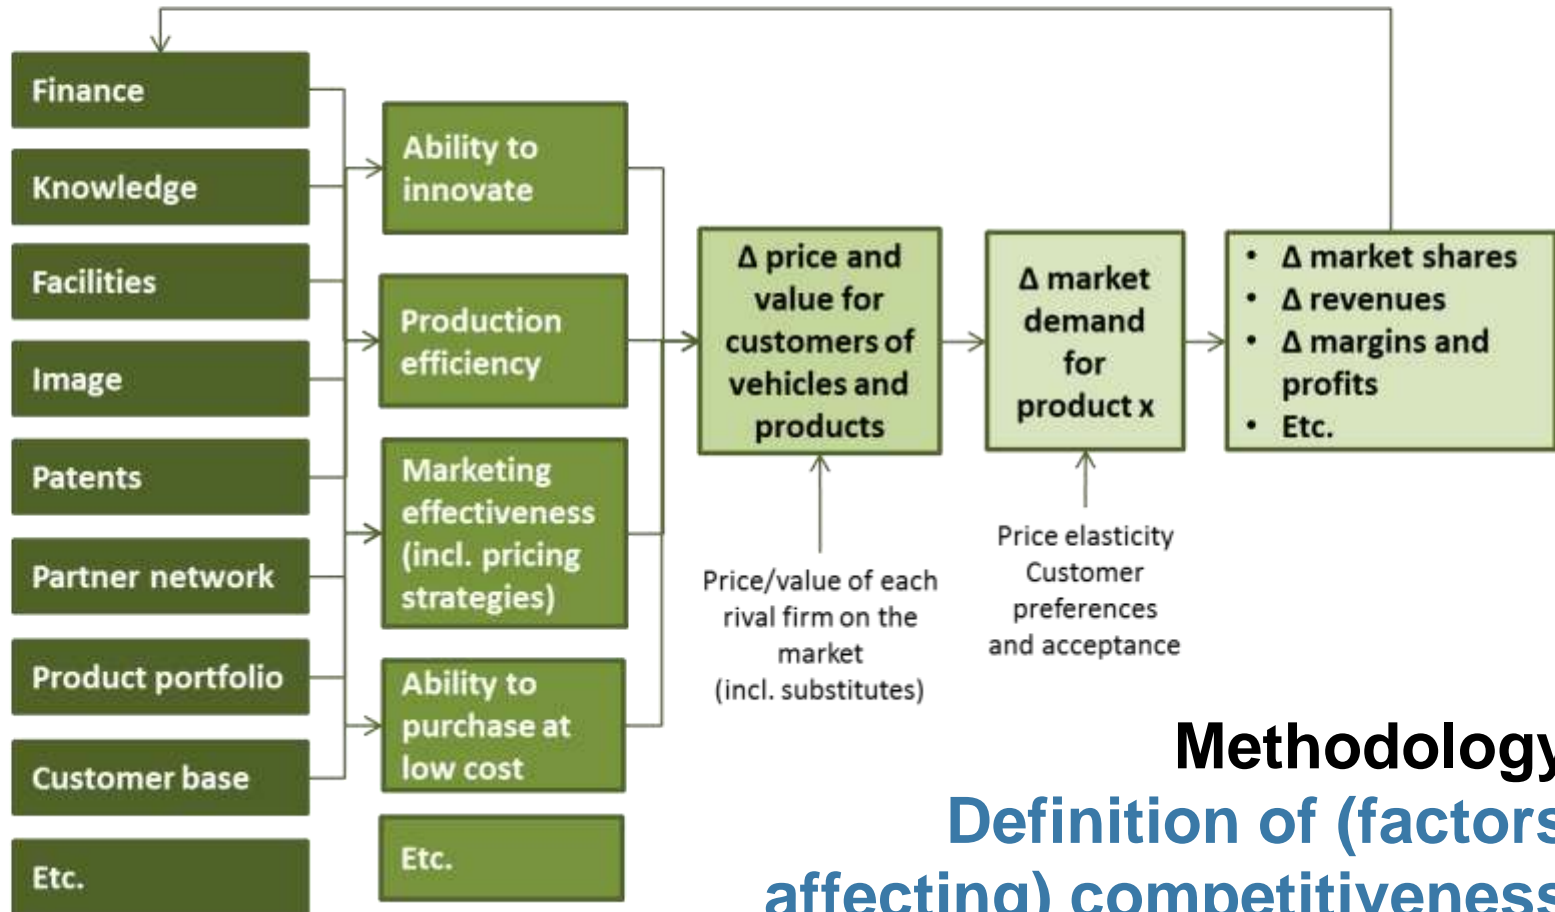 Finance
Knowledge
Facilities
Image
Patents
Partner network
Product portfolio
Customer base
Etc.
Ability to
innovate
Production
efficiency
Marketing
effectiveness
(incl. pricing
strategies)
Ability to
purchase at
low cost
Etc.
Δ price and
value for
customers of
vehicles and
products
Price/value of each
rival firm on the
market
(incl. substitutes)
Δ market
demand
for
product x
Price elasticity
Customer
preferences
and acceptance
• Δ market shares
• Δ revenues
• Δ margins and
profits
• Etc.
Methodology
Definition of (factors
affecting) competitiveness